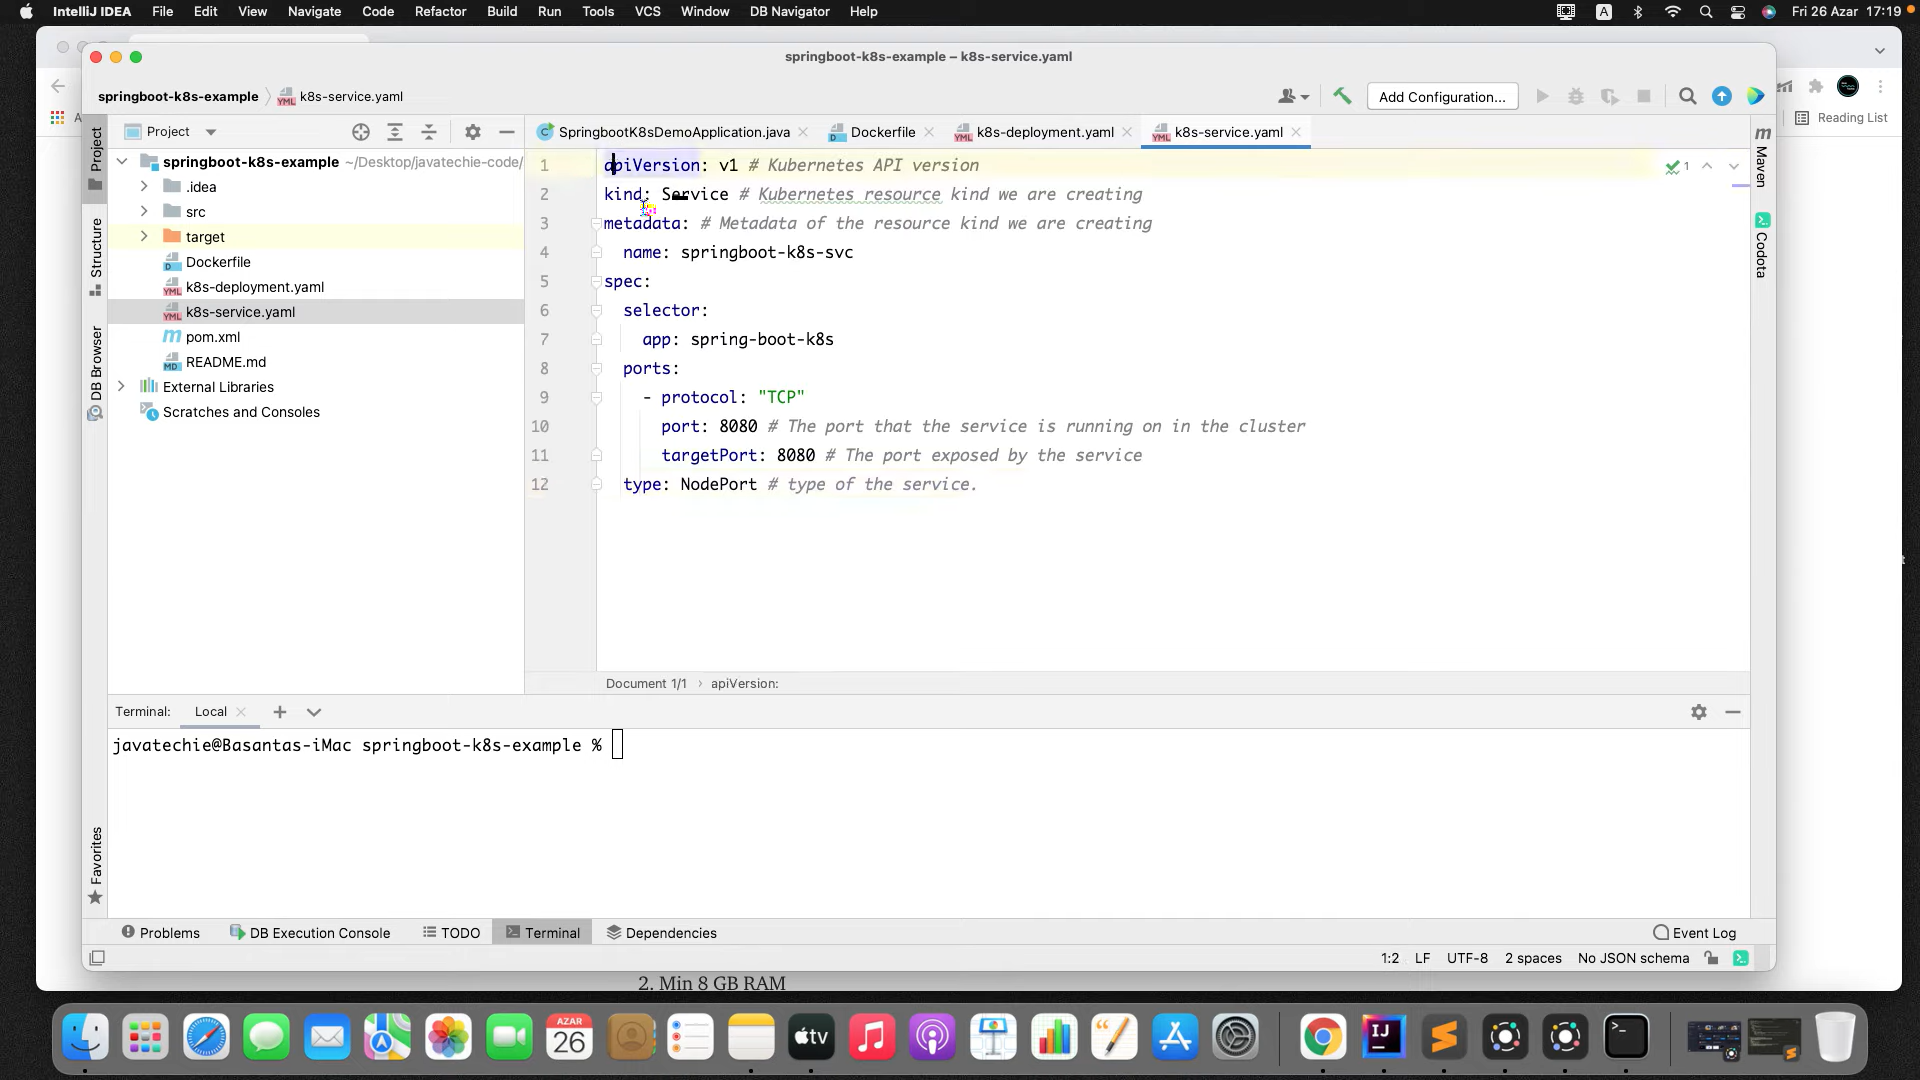 IntelliJ IDEA File Edit View Navigate Code Refactor Build Run Tools VCS Window DB Navigator Help A Fri 26 Azar 17:19
springboot-k8s-example – k8s-service.yaml
springboot-k8s-example k8s-service.yaml Add Configuration...
Reading List
Project
SpringbootK8sDemoApplication.java Dockerfile k8s-deployment.yaml k8s-service.yaml
springboot-k8s-example ~/Desktop/javatechie-code/
.idea
src
target
Dockerfile
k8s-deployment.yaml
k8s-service.yaml
pom.xml
README.md
External Libraries
Scratches and Consoles
1 apiVersion: v1 # Kubernetes API version
2 kind: Service # Kubernetes resource kind we are creating
3 metadata: # Metadata of the resource kind we are creating
4 name: springboot-k8s-svc
5 spec:
6 selector:
7 app: spring-boot-k8s
8 ports:
9 - protocol: "TCP"
10 port: 8080 # The port that the service is running on in the cluster
11 targetPort: 8080 # The port exposed by the service
12 type: NodePort # type of the service.
1
Document 1/1 › apiVersion:
Project
Structure
DB Browser
Favorites
Maven
Codota
Terminal: Local
javatechie@Basantas-iMac springboot-k8s-example %
Problems DB Execution Console TODO Terminal Dependencies Event Log
1:2 LF UTF-8 2 spaces No JSON schema
2. Min 8 GB RAM
AZAR
26
tv
IJ